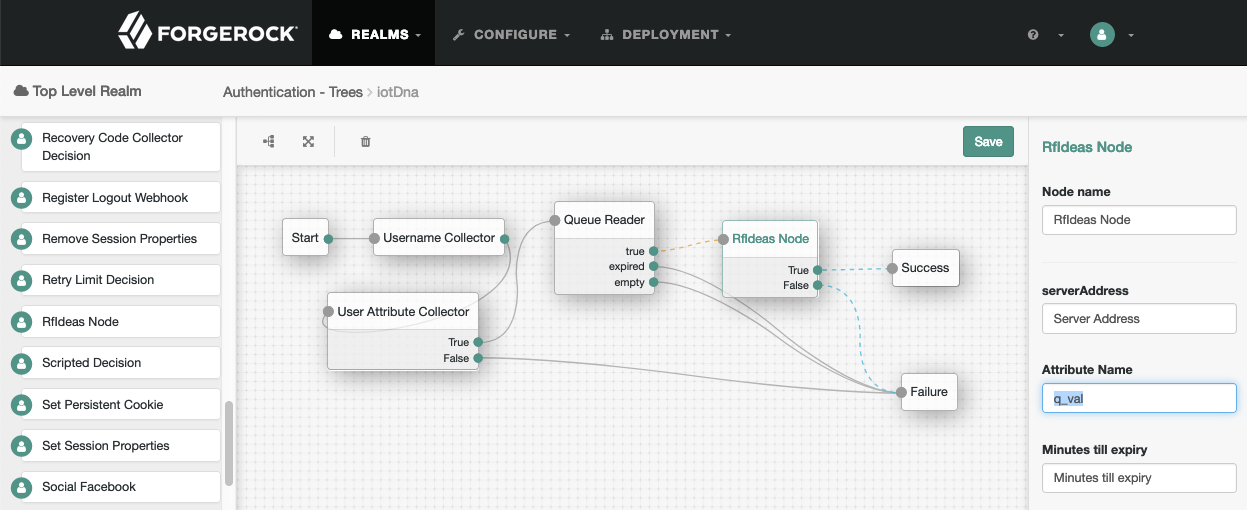 FORGEROCK
REALMS
CONFIGURE
DEPLOYMENT
Top Level Realm
Authentication - Trees > iotDna
Recovery Code Collector
Decision
Register Logout Webhook
Remove Session Properties
Retry Limit Decision
RfIdeas Node
Scripted Decision
Set Persistent Cookie
Set Session Properties
Social Facebook
Save
Start
Username Collector
User Attribute Collector
True
False
Queue Reader
true
expired
empty
RfIdeas Node
True
False
Success
Failure
RfIdeas Node
Node name
RfIdeas Node
serverAddress
Server Address
Attribute Name
q_val
Minutes till expiry
Minutes till expiry